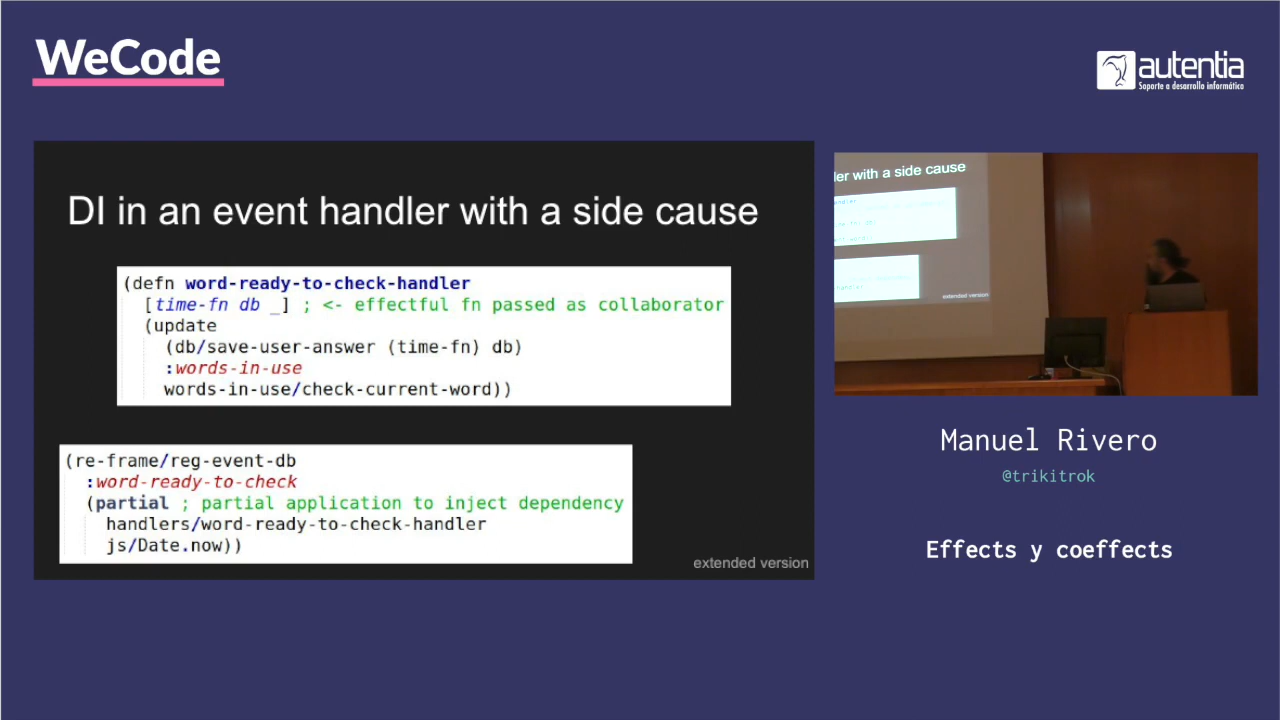 WeCode
autentia
Soporte a desarrollo informático
DI in an event handler with a side cause
(defn word-ready-to-check-handler
[time-fn db _] ; <- effectful fn passed as collaborator
(update
(db/save-user-answer (time-fn) db)
:words-in-use
words-in-use/check-current-word))
(re-frame/reg-event-db
:word-ready-to-check
(partial ; partial application to inject dependency
handlers/word-ready-to-check-handler
js/Date.now))
extended version
ler with a side cause
extended version
Manuel Rivero
@trikitrok
Effects y coeffects